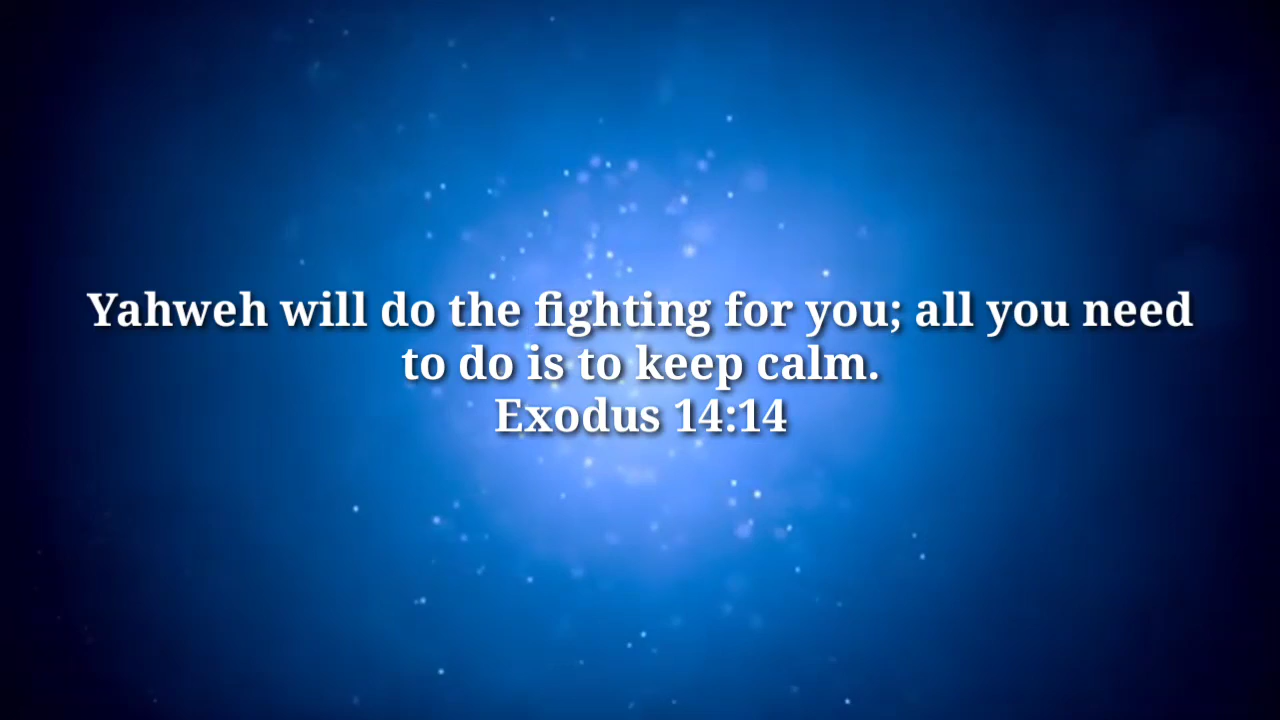 Yahweh will do the fighting for you; all you need
to do is to keep calm.
Exodus 14:14